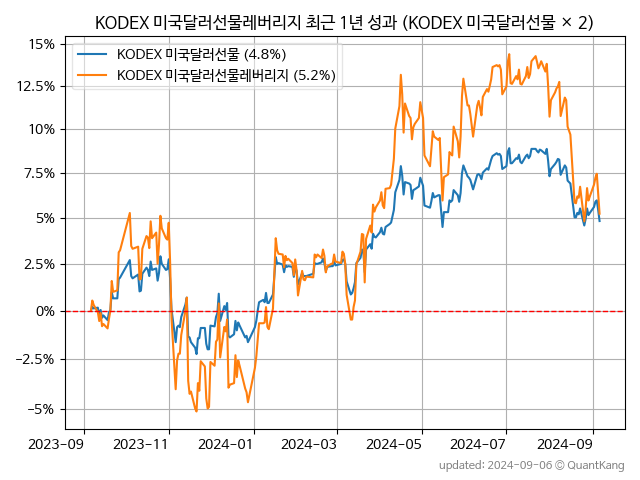 KODEX 미국달러선물레버리지 최근 1년 성과 (KODEX 미국달러선물 × 2)
KODEX 미국달러선물 (4.8%)
KODEX 미국달러선물레버리지 (5.2%)
15%
12.5%
10%
7.5%
5%
2.5%
0%
−2.5%
−5%
2023-09 2023-11 2024-01 2024-03 2024-05 2024-07 2024-09
updated: 2024-09-06 © QuantKang